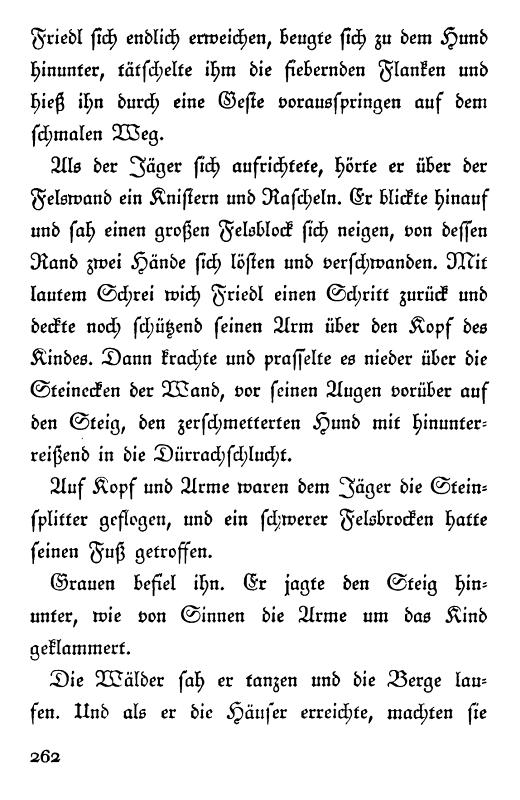 Friedl sich endlich erweichen, beugte sich zu dem Hund
hinunter, tätschelte ihm die fiebernden Flanken und
hieß ihn durch eine Geste vorausspringen auf dem
schmalen Weg.
Als der Jäger sich aufrichtete, hörte er über der
Felswand ein Knistern und Rascheln. Er blickte hinauf
und sah einen großen Felsblock sich neigen, von dessen
Rand zwei Hände sich lösten und verschwanden. Mit
lautem Schrei wich Friedl einen Schritt zurück und
deckte noch schützend seinen Arm über den Kopf des
Kindes. Dann krachte und prasselte es nieder über die
Steinecken der Wand, vor seinen Augen vorüber auf
den Steig, den zerschmetterten Hund mit hinunter-
reißend in die Dürrachschlucht.
Auf Kopf und Arme waren dem Jäger die Stein-
splitter geflogen, und ein schwerer Felsbrocken hatte
seinen Fuß getroffen.
Grauen befiel ihn. Er jagte den Steig hin-
unter, wie von Sinnen die Arme um das Kind
geklammert.
Die Wälder sah er tanzen und die Berge lau-
fen. Und als er die Häuser erreichte, machten sie
262